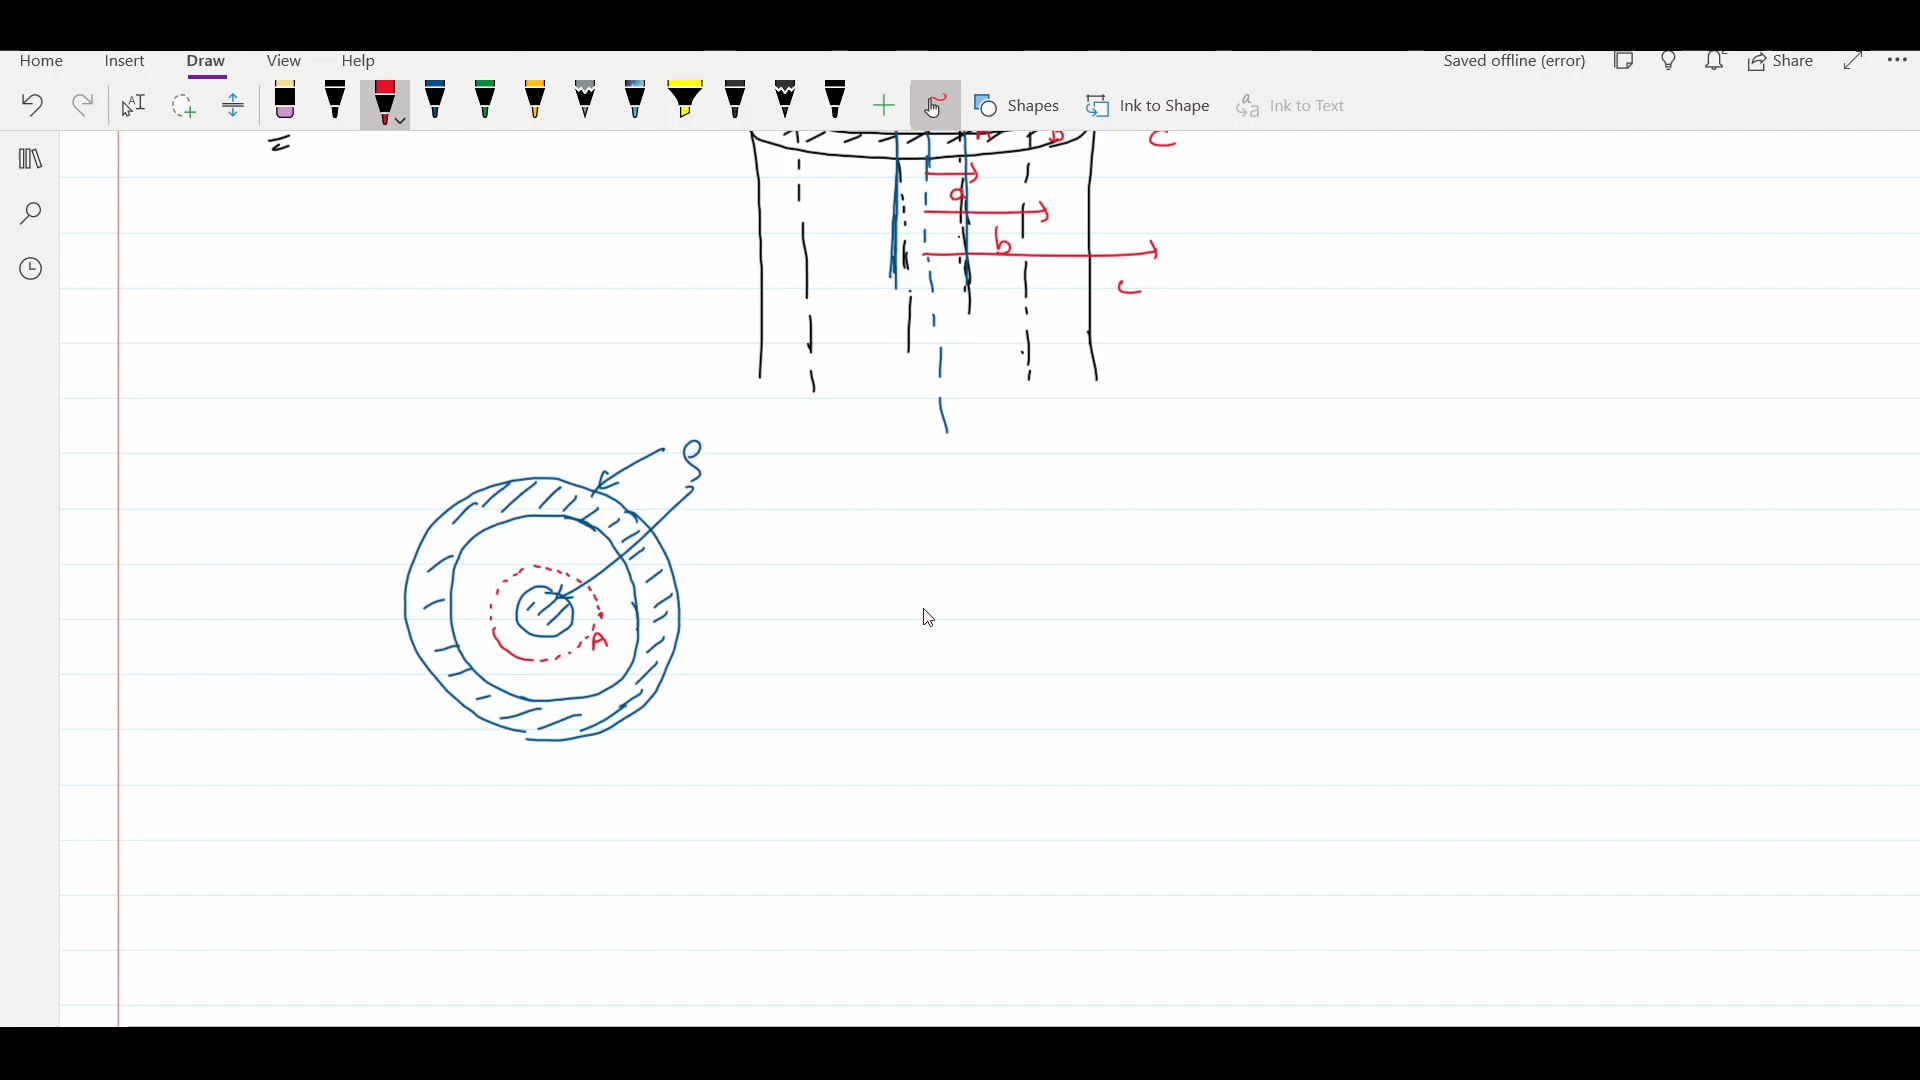 Home Insert Draw View Help Saved offline (error) Share
Shapes Ink to Shape Ink to Text
A B C
a
b
c
ρ
A